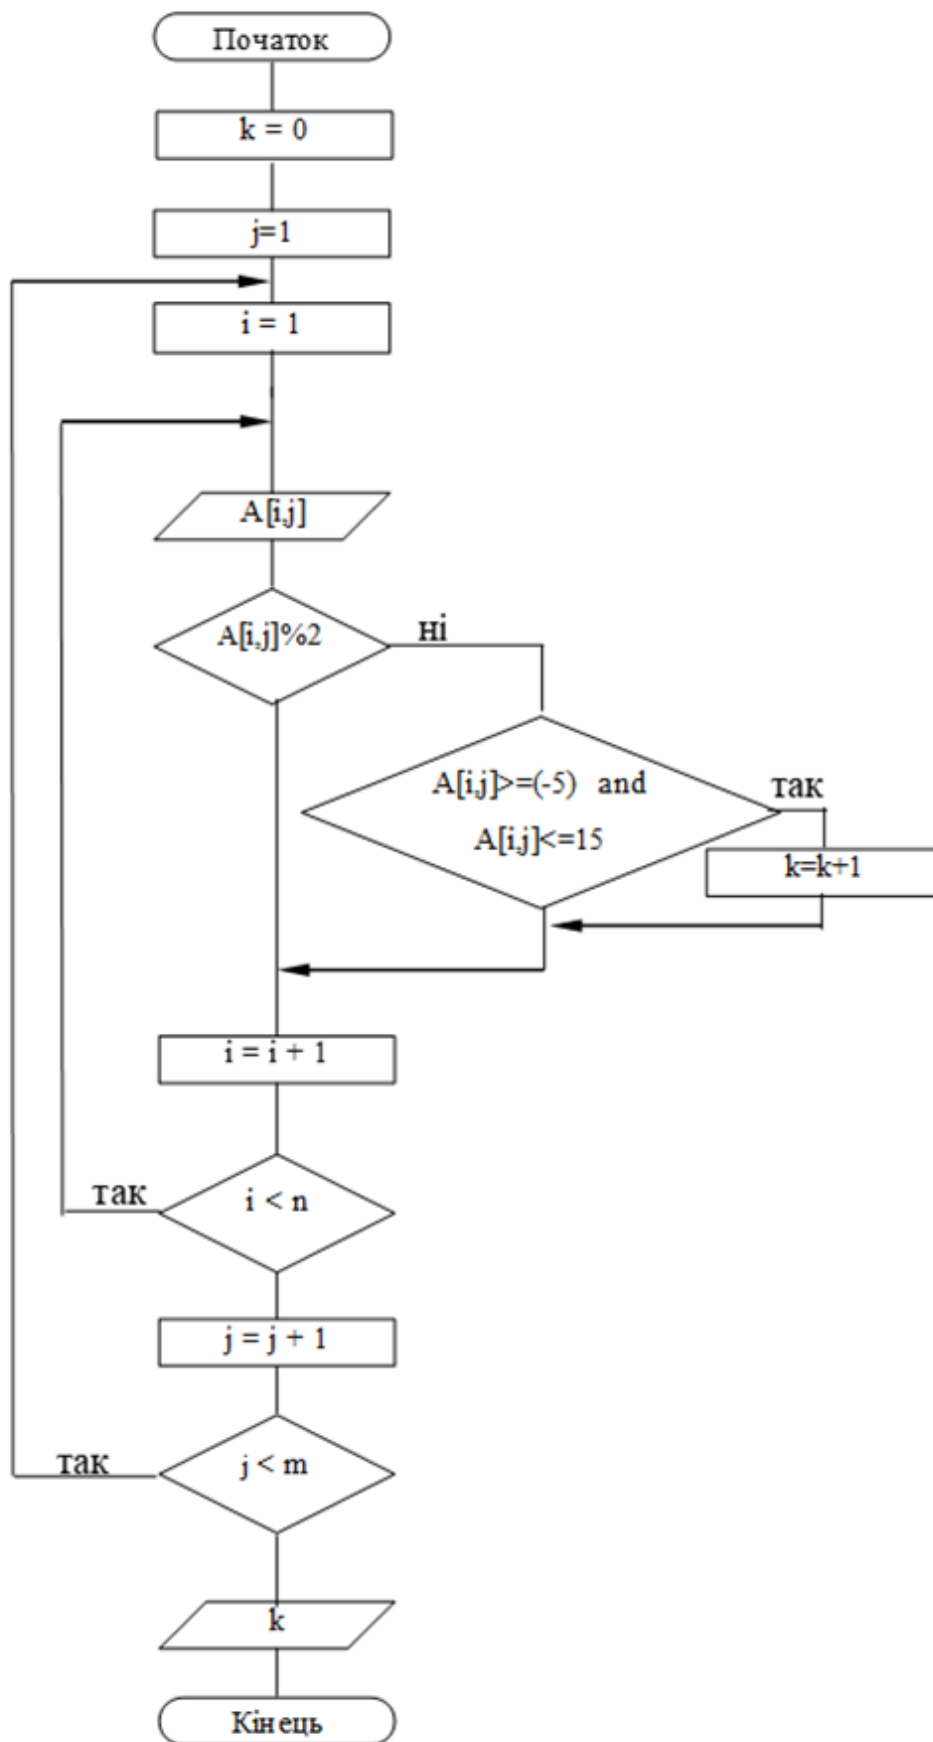 Початок
k = 0
j=1
i = 1
A[i,j]
A[i,j]%2
ні
A[i,j]>=(-5) and
A[i,j]<=15
так
k=k+1
i = i + 1
i < n
так
j = j + 1
j < m
так
k
Кінець